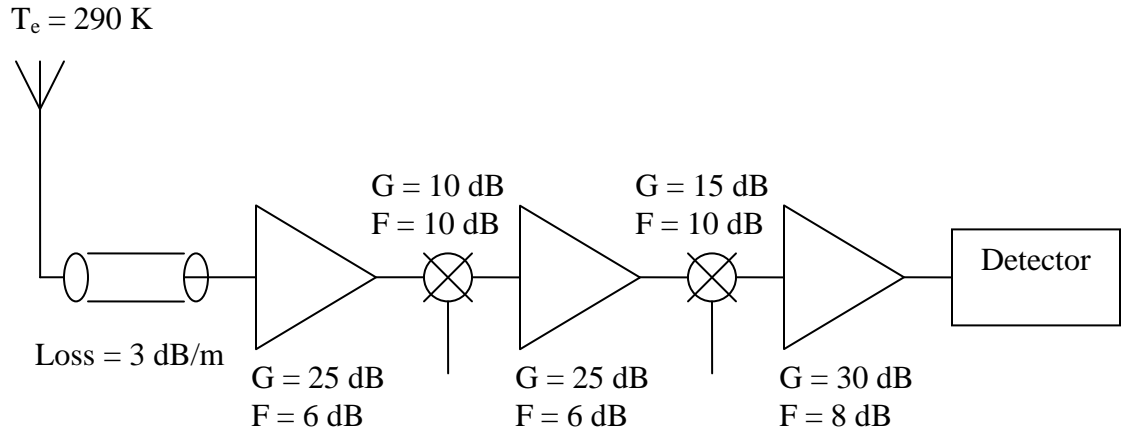 Tₑ = 290 K
G = 10 dB
F = 10 dB
G = 15 dB
F = 10 dB
Detector
Loss = 3 dB/m
G = 25 dB
F = 6 dB
G = 25 dB
F = 6 dB
G = 30 dB
F = 8 dB